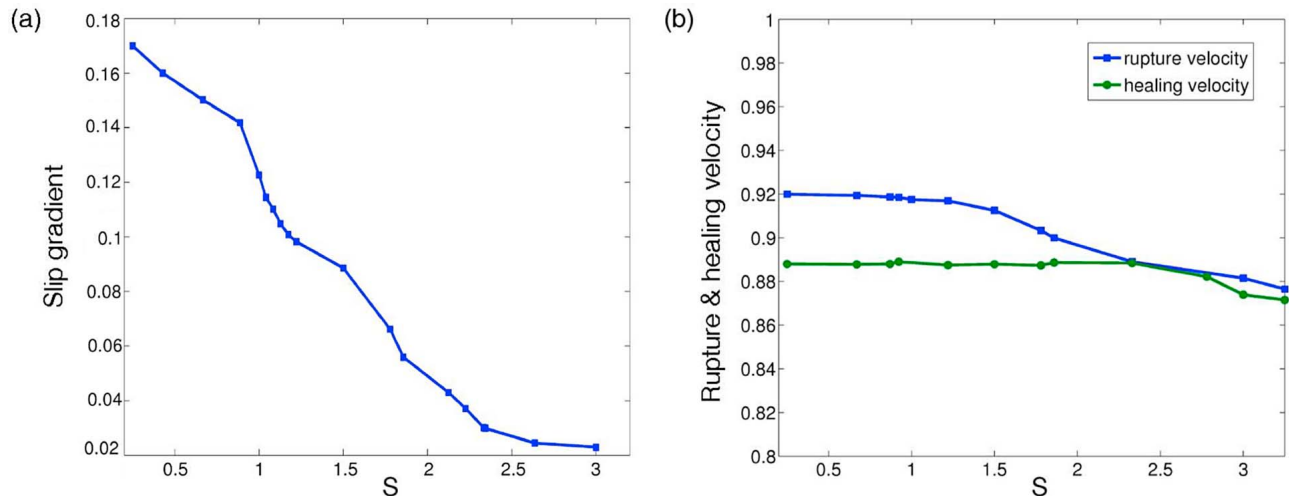 (a)
Slip gradient
0.18
0.16
0.14
0.12
0.1
0.08
0.06
0.04
0.02
0.5 1 1.5 2 2.5 3
S
(b)
Rupture & healing velocity
1
0.98
0.96
0.94
0.92
0.9
0.88
0.86
0.84
0.82
0.8
rupture velocity
healing velocity
0.5 1 1.5 2 2.5 3
S